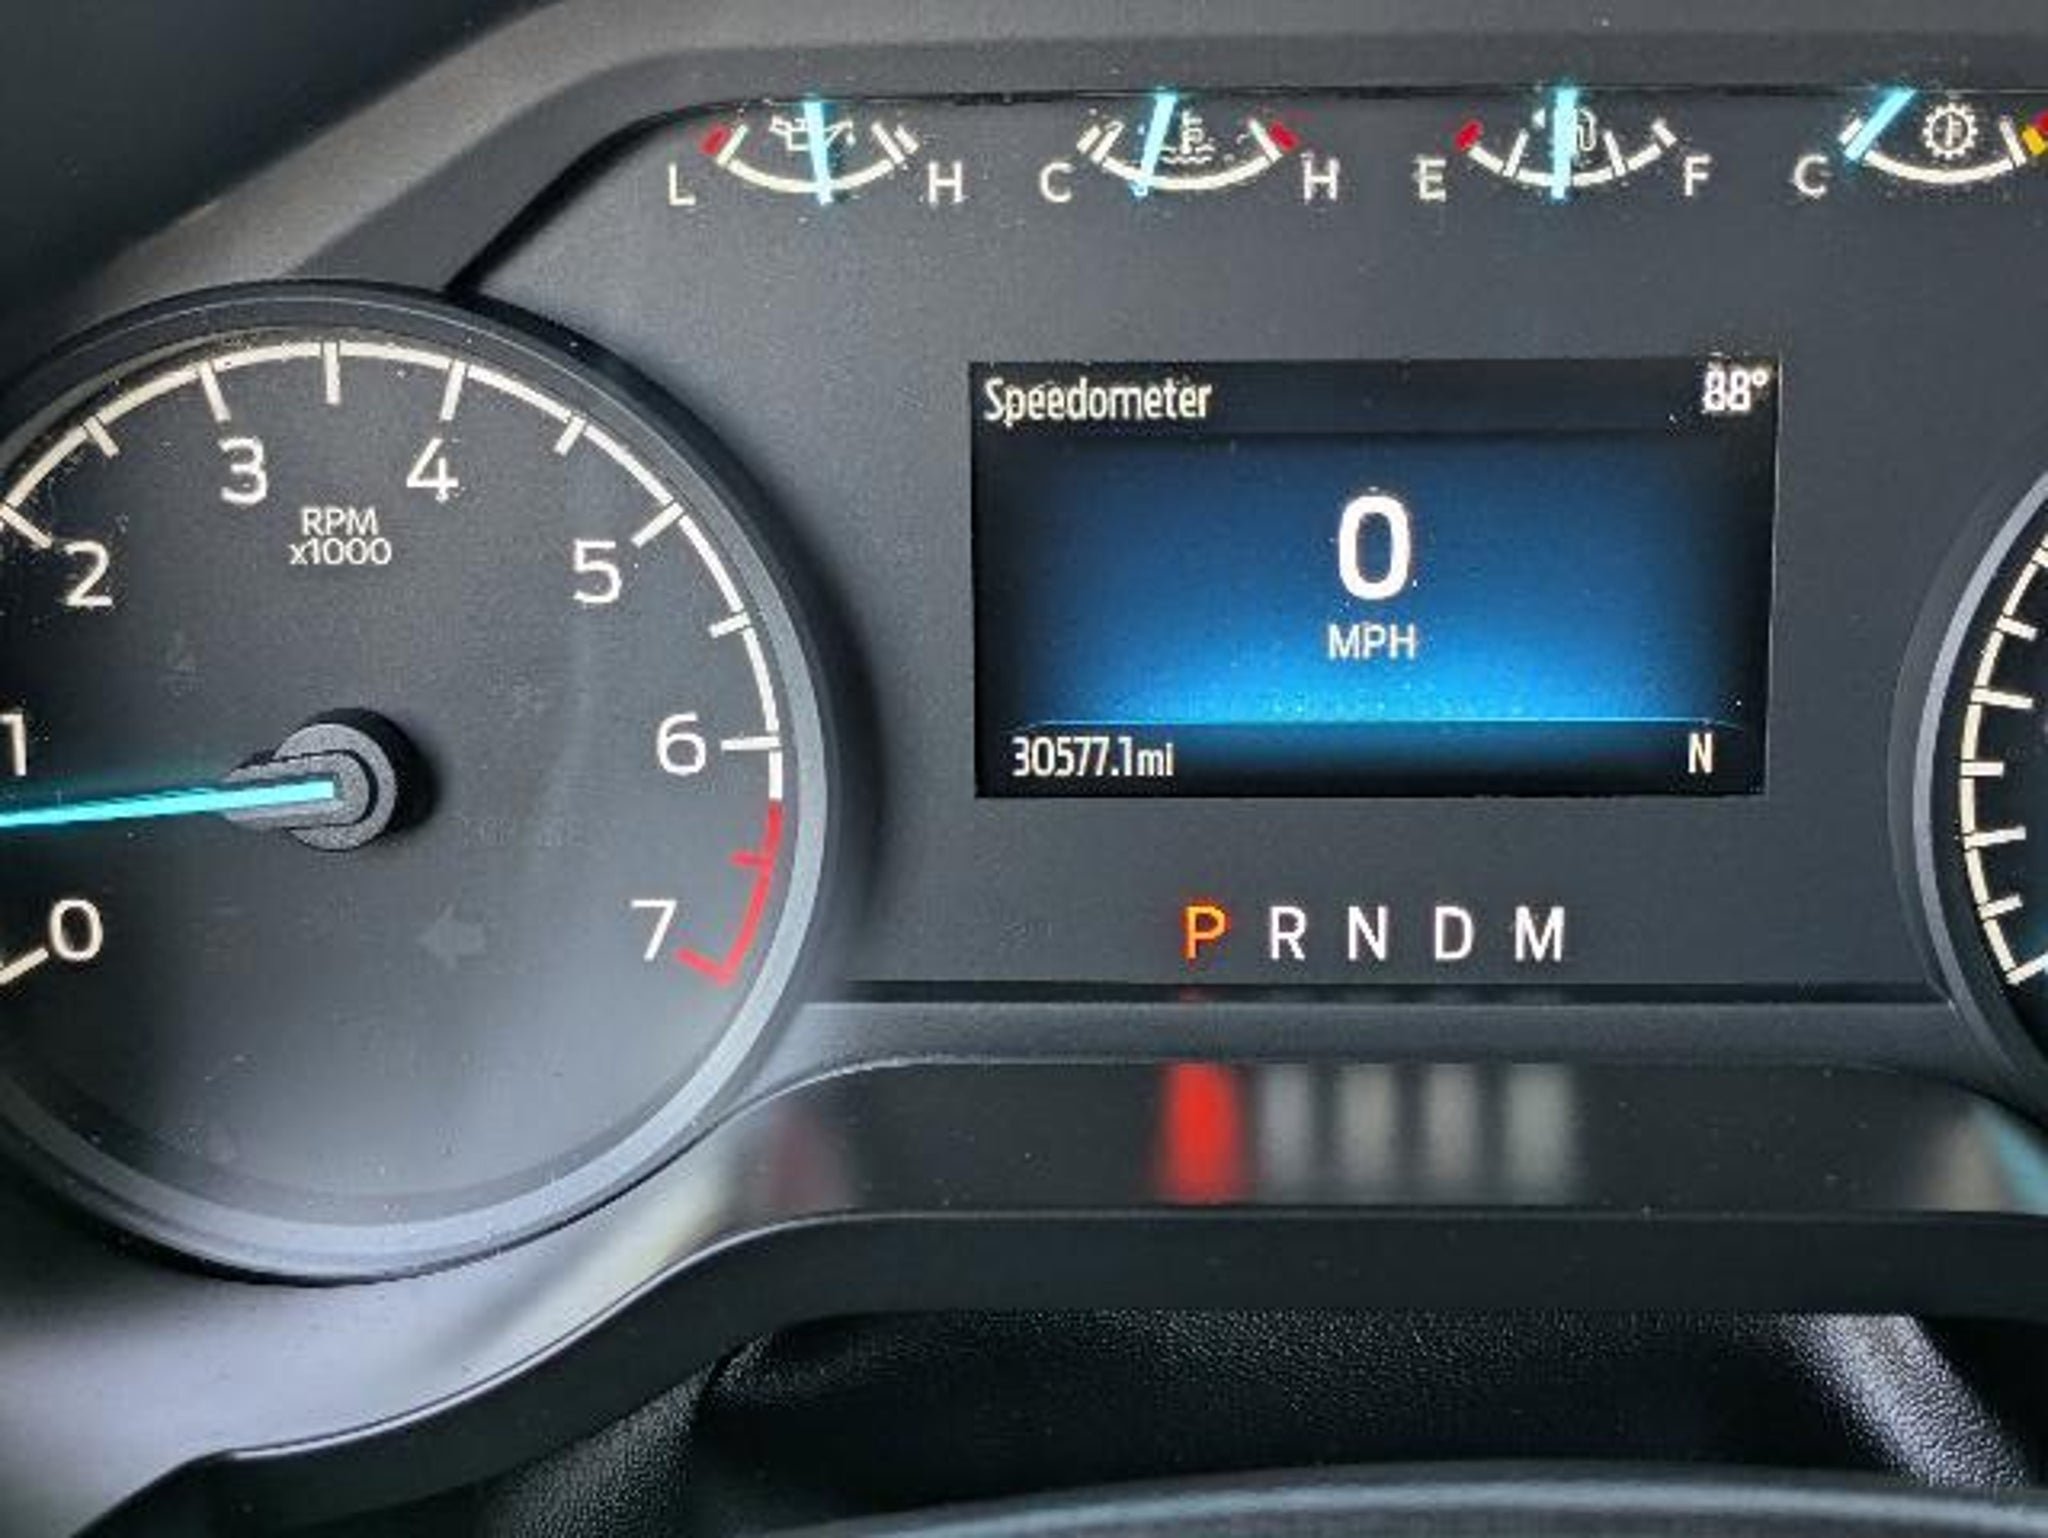 L H C H E F C
Speedometer 88°
3 4
RPM
x1000
2 5
0
MPH
1 6
30577.1mi N
0 7
P R N D M